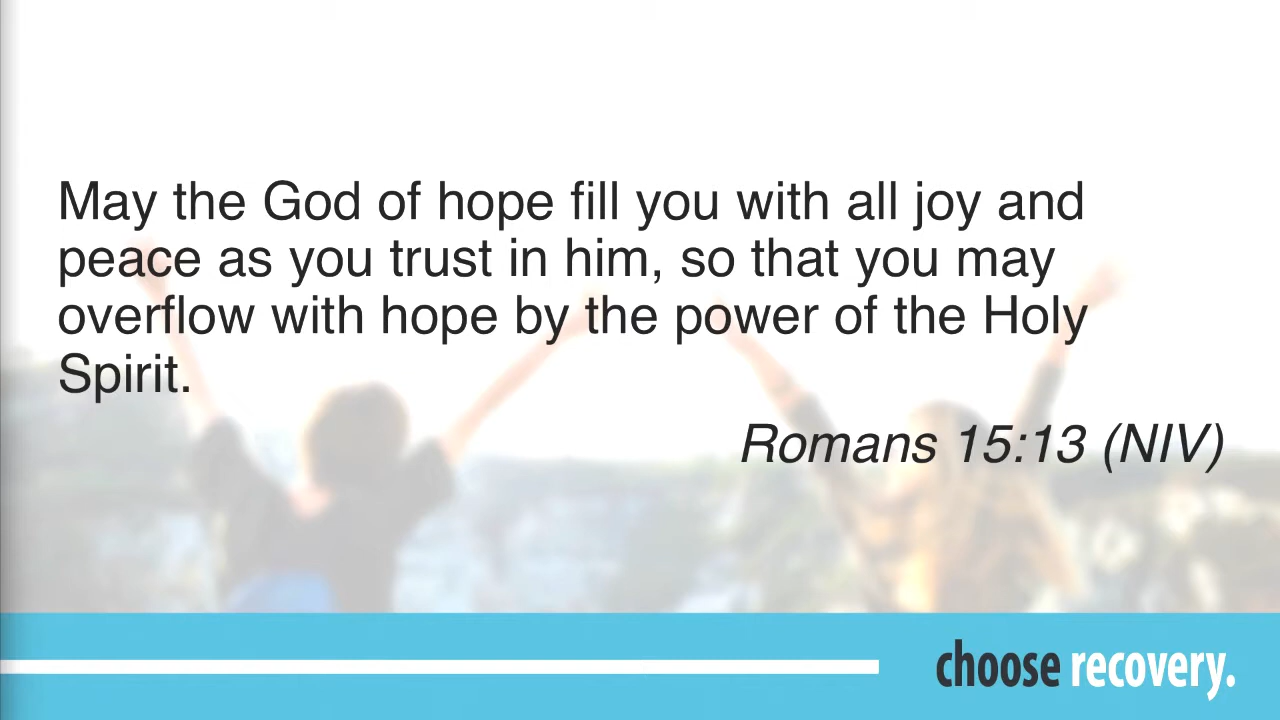 May the God of hope fill you with all joy and
peace as you trust in him, so that you may
overflow with hope by the power of the Holy
Spirit.
Romans 15:13 (NIV)
choose recovery.